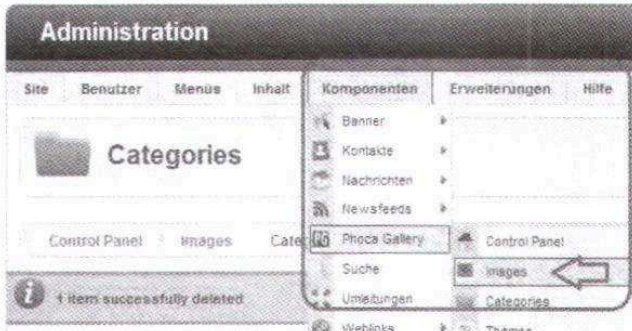 Administration
Site Benutzer Menüs Inhalt Komponenten Erweiterungen Hilfe
Banner
Categories
Kontakte
Nachrichten
Newsfeeds
Control Panel Images Cate
Phoca Gallery
Control Panel
Suche
Images
1 item successfully deleted
Umleitungen
Categories
Weblinks
Themes